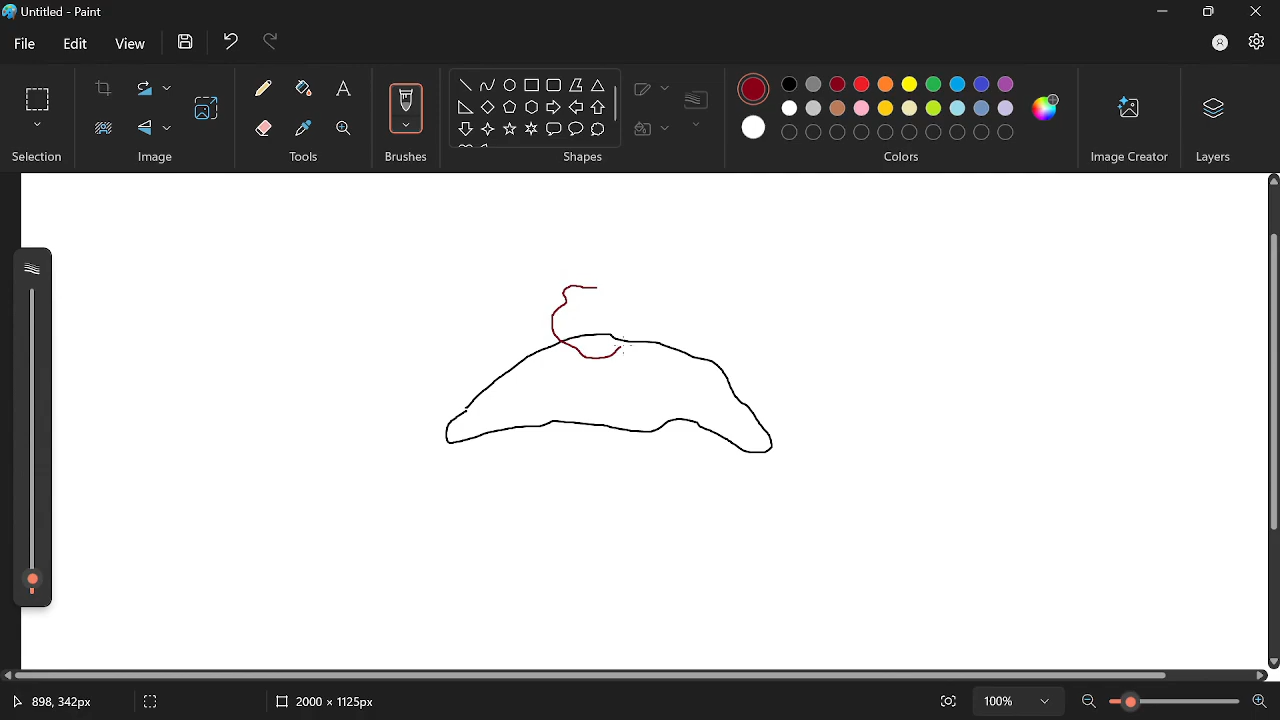 Untitled - Paint
File Edit View
Selection Image Tools Brushes Shapes Colors Image Creator Layers
898, 342px 2000 × 1125px 100%